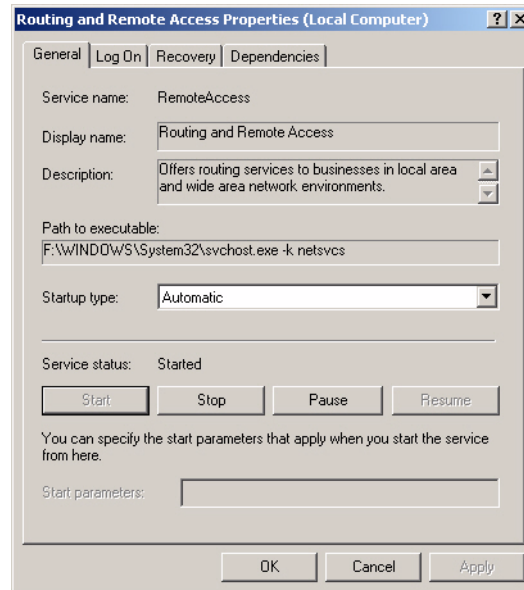 Routing and Remote Access Properties (Local Computer)
General Log On Recovery Dependencies
Service name: RemoteAccess
Display name: Routing and Remote Access
Description: Offers routing services to businesses in local area
and wide area network environments.
Path to executable:
F:\WINDOWS\System32\svchost.exe -k netsvcs
Startup type: Automatic
Service status: Started
Start Stop Pause Resume
You can specify the start parameters that apply when you start the service
from here.
Start parameters:
OK Cancel Apply